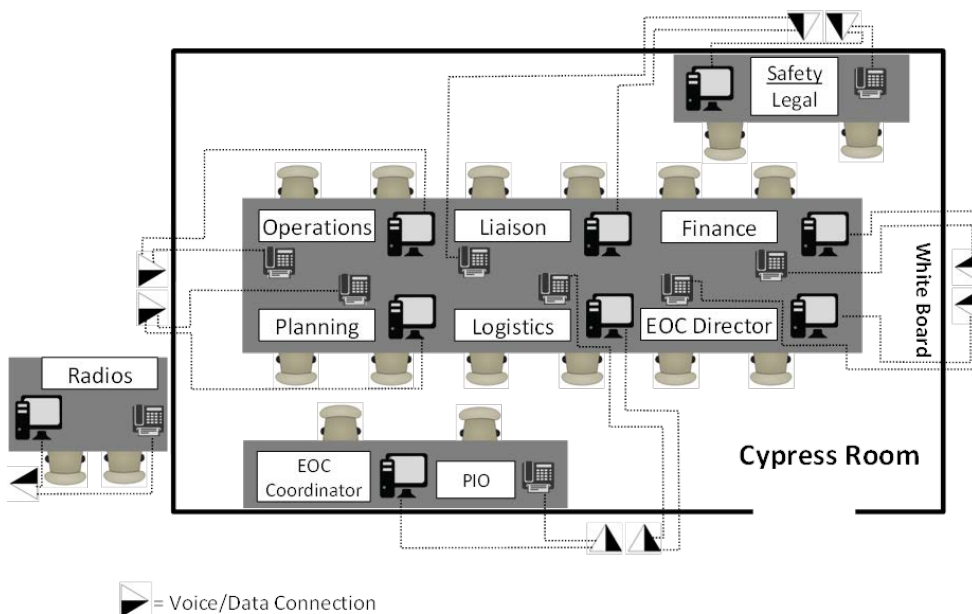 Safety
Legal
Operations
Liaison
Finance
Planning
Logistics
EOC Director
White Board
Radios
EOC
Coordinator
PIO
Cypress Room
= Voice/Data Connection